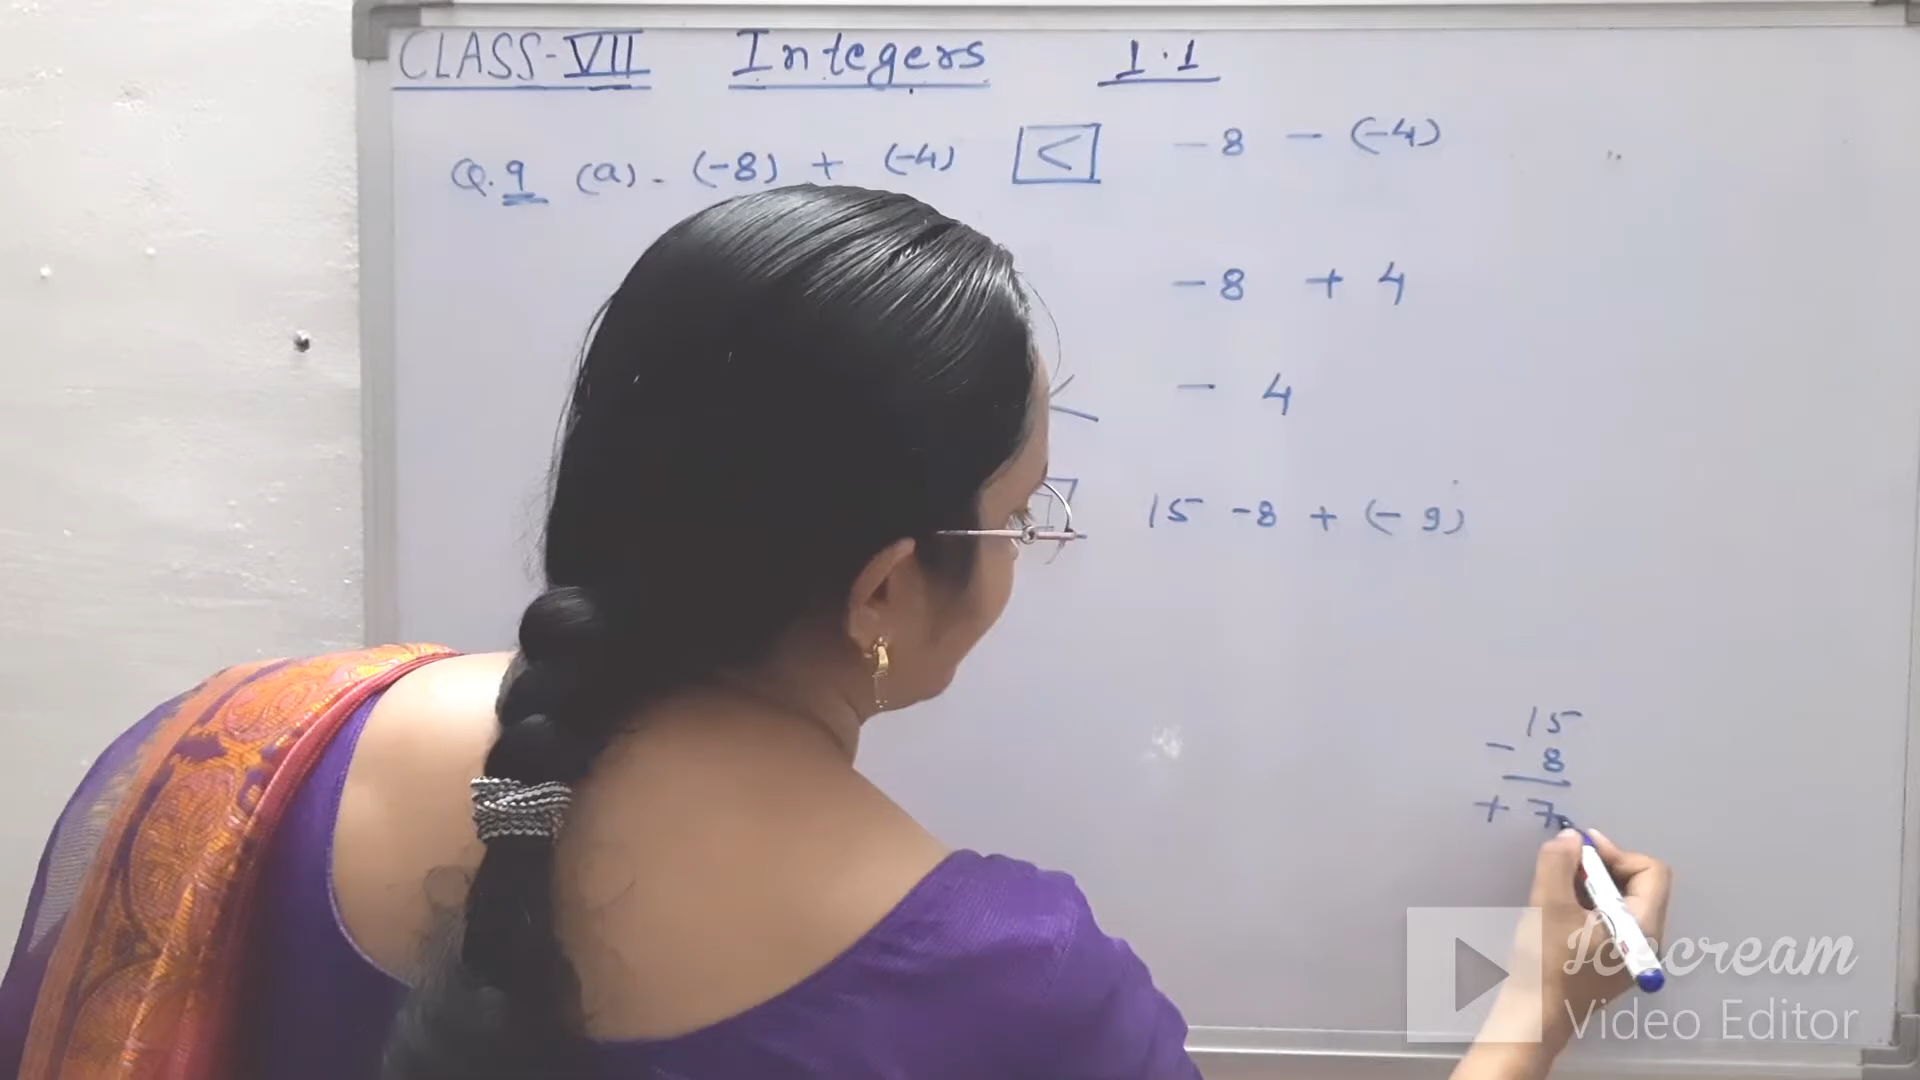 CLASS-VII Integers 1.1
Q.9 (a). (-8) + (-4) < -8 - (-4)
-8 + 4
< - 4
15 -8 + (-9)
15
- 8
+ 7
Icecream
Video Editor